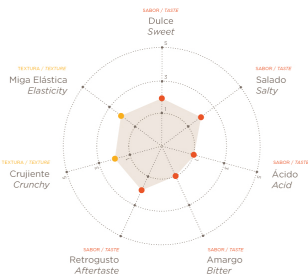 SABOR / TASTE
Dulce
Sweet
5
3
1
TEXTURA / TEXTURE
Miga Elástica
Elasticity
SABOR / TASTE
Salado
Salty
TEXTURA / TEXTURE
Crujiente
Crunchy
SABOR / TASTE
Ácido
Acid
SABOR / TASTE
Retrogusto
Aftertaste
SABOR / TASTE
Amargo
Bitter